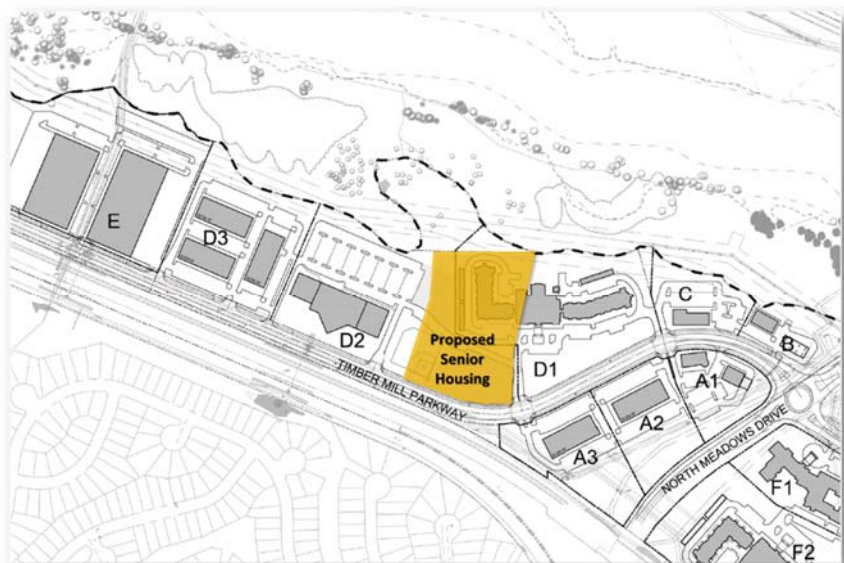 E
D3
D2
Proposed
Senior
Housing
D1
C
B
A1
A2
A3
TIMBER MILL PARKWAY
NORTH MEADOWS DRIVE
F1
F2